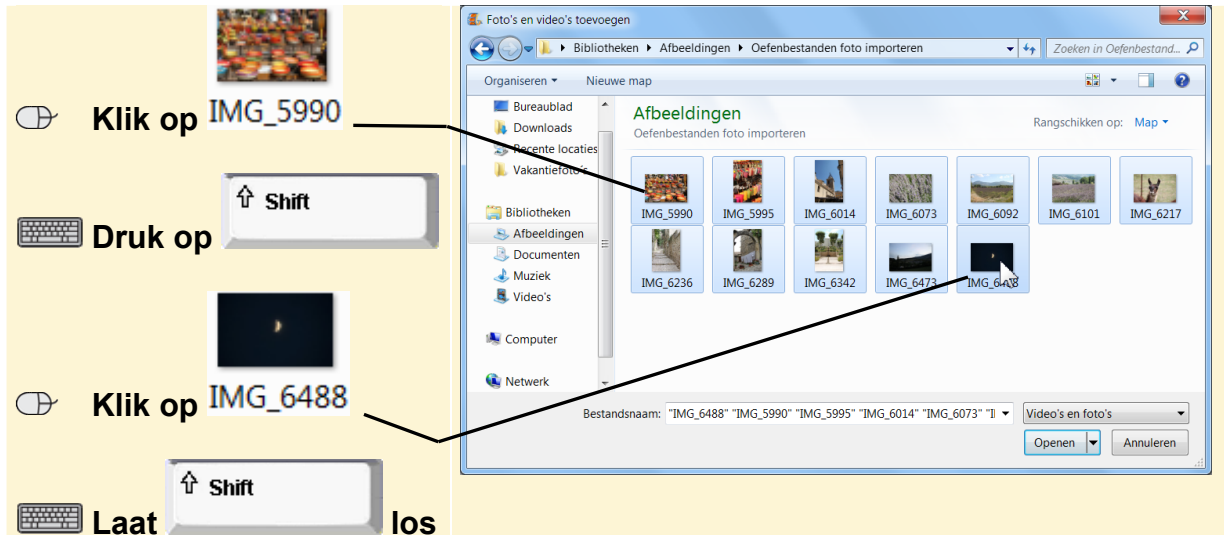 Klik op IMG_5990
Druk op ⇧ Shift
Klik op IMG_6488
Laat ⇧ Shift los
Foto's en video's toevoegen
Bibliotheken ▸ Afbeeldingen ▸ Oefenbestanden foto importeren
Zoeken in Oefenbestand...
Organiseren Nieuwe map
Bureaublad
Downloads
Recente locaties
Vakantiefoto's
Bibliotheken
Afbeeldingen
Documenten
Muziek
Video's
Computer
Netwerk
Afbeeldingen
Oefenbestanden foto importeren
Rangschikken op: Map
IMG_5990 IMG_5995 IMG_6014 IMG_6073 IMG_6092 IMG_6101 IMG_6217
IMG_6236 IMG_6289 IMG_6342 IMG_6473 IMG_6488
Bestandsnaam: "IMG_6488" "IMG_5990" "IMG_5995" "IMG_6014" "IMG_6073"
Video's en foto's
Openen Annuleren